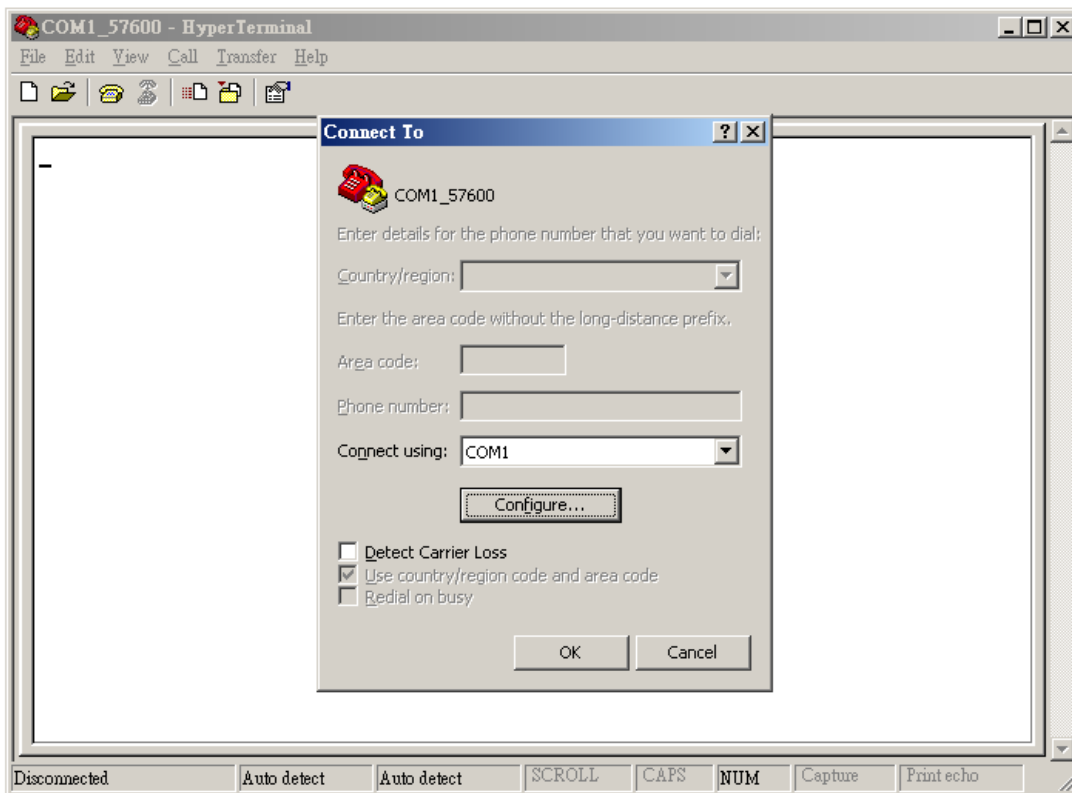 COM1_57600 - HyperTerminal
File Edit View Call Transfer Help
Connect To
COM1_57600
Enter details for the phone number that you want to dial:
Country/region:
Enter the area code without the long-distance prefix.
Area code:
Phone number:
Connect using: COM1
Configure...
Detect Carrier Loss
Use country/region code and area code
Redial on busy
OK Cancel
Disconnected Auto detect Auto detect SCROLL CAPS NUM Capture Print echo